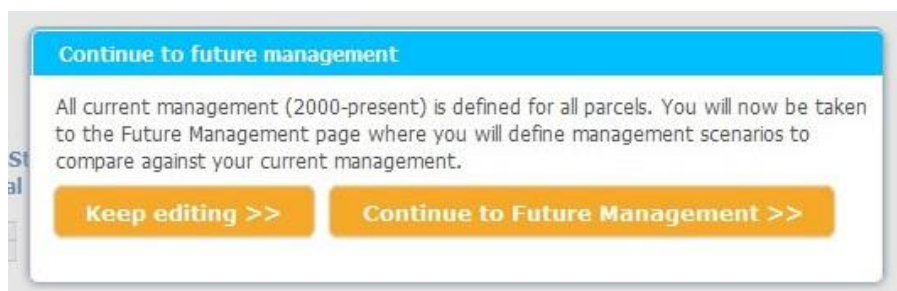 Continue to future management
All current management (2000-present) is defined for all parcels. You will now be taken
to the Future Management page where you will define management scenarios to
compare against your current management.
St
al
Keep editing >>
Continue to Future Management >>